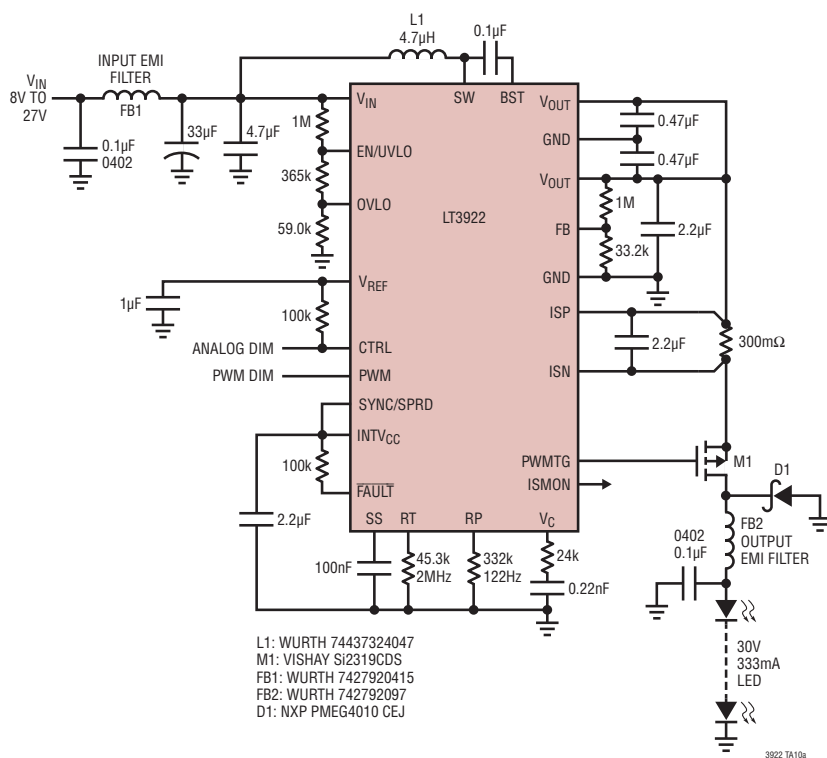 L1
4.7µH
0.1µF
INPUT EMI
FILTER
V_IN
8V TO
27V
FB1
0.1µF
0402
33µF
4.7µF
1M
365k
59.0k
V_IN
EN/UVLO
OVLO
SW
BST
LT3922
V_OUT
GND
V_OUT
FB
GND
0.47µF
0.47µF
1M
33.2k
2.2µF
1µF
V_REF
100k
ANALOG DIM
CTRL
PWM DIM
PWM
SYNC/SPRD
INTV_CC
100k
FAULT
2.2µF
ISP
ISN
2.2µF
300mΩ
PWMTG
ISMON
M1
D1
SS
RT
RP
V_C
100nF
45.3k
2MHz
332k
122Hz
24k
0.22nF
FB2
OUTPUT
EMI FILTER
0402
0.1µF
30V
333mA
LED
L1: WURTH 74437324047
M1: VISHAY Si2319CDS
FB1: WURTH 7427920415
FB2: WURTH 742792097
D1: NXP PMEG4010 CEJ
3922 TA10a